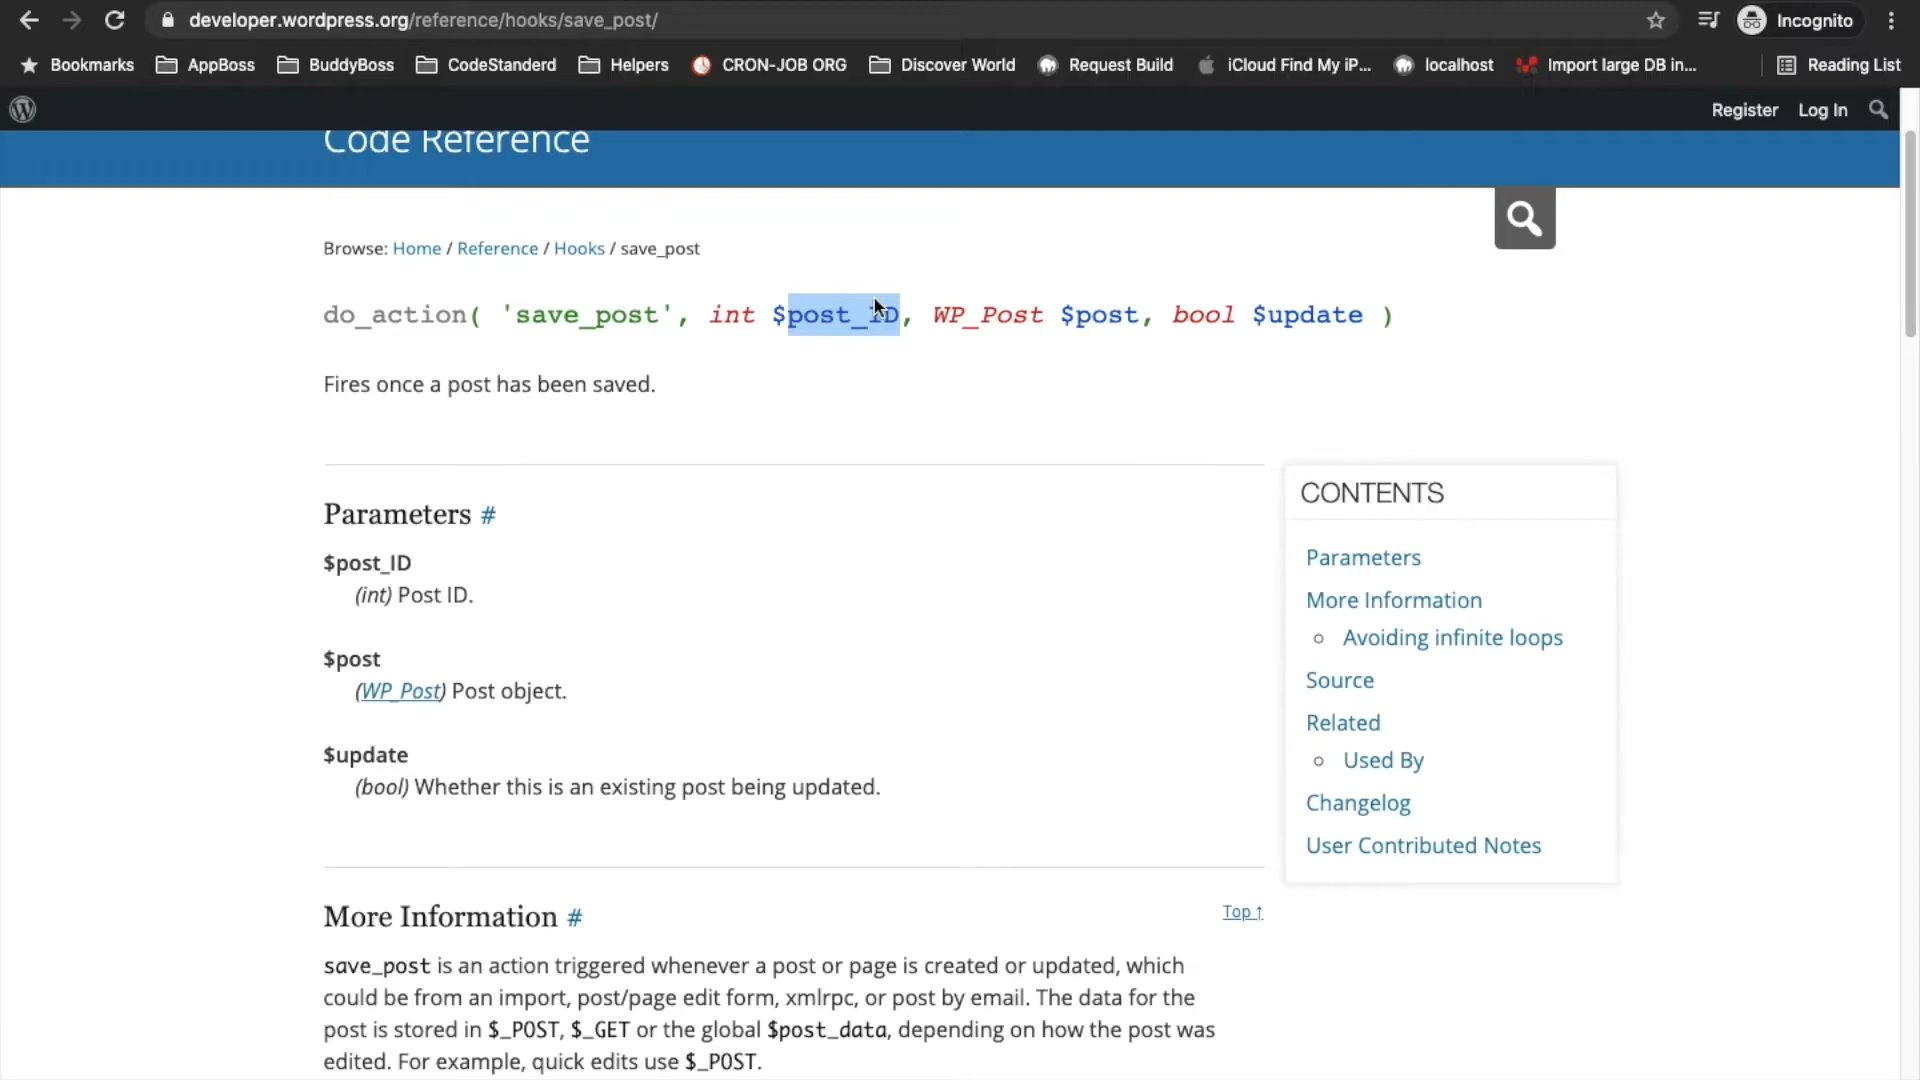 developer.wordpress.org/reference/hooks/save_post/
Incognito
Bookmarks AppBoss BuddyBoss CodeStanderd Helpers CRON-JOB ORG Discover World Request Build iCloud Find My iP... localhost Import large DB in... Reading List
Register Log In
Code Reference
Browse: Home / Reference / Hooks / save_post
do_action( 'save_post', int $post_ID, WP_Post $post, bool $update )
Fires once a post has been saved.
Parameters #
$post_ID
(int) Post ID.
$post
(WP_Post) Post object.
$update
(bool) Whether this is an existing post being updated.
CONTENTS
Parameters
More Information
Avoiding infinite loops
Source
Related
Used By
Changelog
User Contributed Notes
More Information #
Top ↑
save_post is an action triggered whenever a post or page is created or updated, which
could be from an import, post/page edit form, xmlrpc, or post by email. The data for the
post is stored in $_POST, $_GET or the global $post_data, depending on how the post was
edited. For example, quick edits use $_POST.